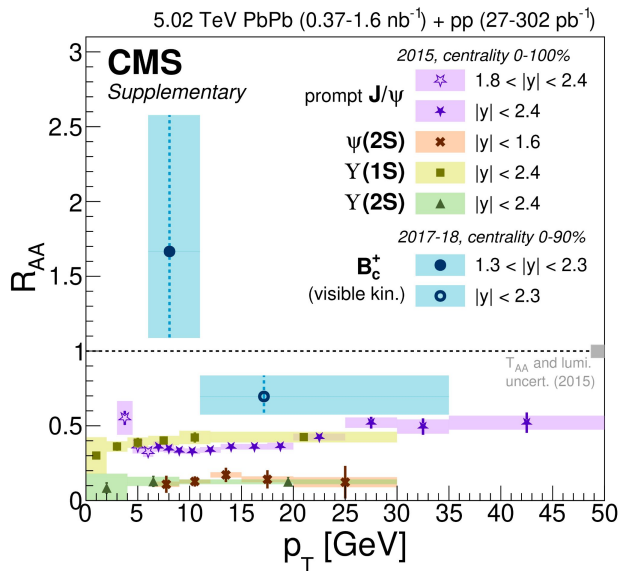 5.02 TeV PbPb (0.37-1.6 nb⁻¹) + pp (27-302 pb⁻¹)
CMS
Supplementary
2015, centrality 0-100%
prompt J/ψ
1.8 < |y| < 2.4
|y| < 2.4
ψ(2S) |y| < 1.6
Υ(1S) |y| < 2.4
Υ(2S) |y| < 2.4
2017-18, centrality 0-90%
B_c^+ 1.3 < |y| < 2.3
(visible kin.) |y| < 2.3
T_AA and lumi.
uncert. (2015)
R_AA
3
2.5
2
1.5
1
0.5
0
0 5 10 15 20 25 30 35 40 45 50
p_T [GeV]